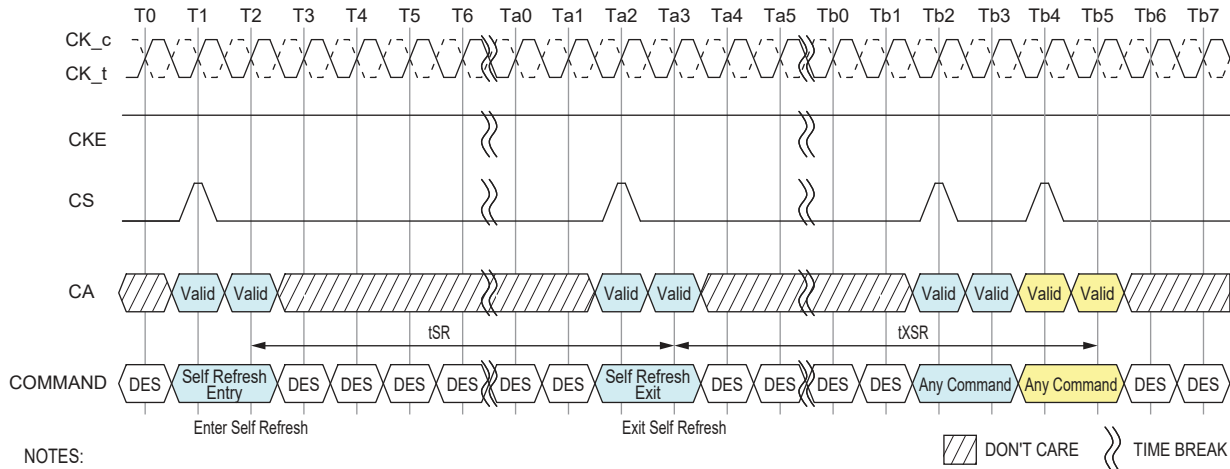 T0 T1 T2 T3 T4 T5 T6 Ta0 Ta1 Ta2 Ta3 Ta4 Ta5 Tb0 Tb1 Tb2 Tb3 Tb4 Tb5 Tb6 Tb7
CK_c
CK_t
CKE
CS
CA Valid Valid Valid Valid Valid Valid Valid Valid
tSR tXSR
COMMAND DES Self Refresh Entry DES DES DES DES DES DES Self Refresh Exit DES DES DES DES Any Command Any Command DES DES
Enter Self Refresh Exit Self Refresh
NOTES: DON'T CARE TIME BREAK